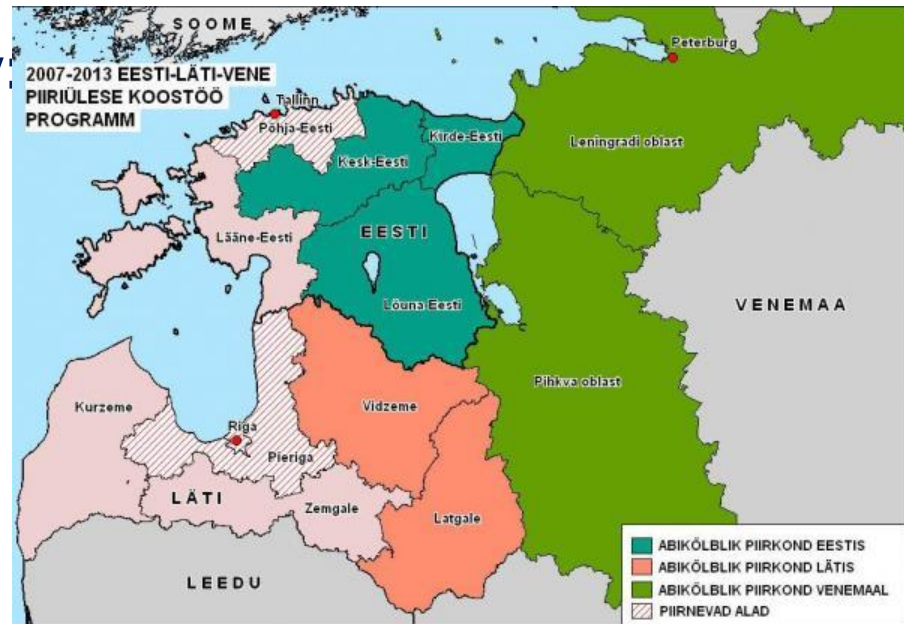 SOOME
2007-2013 EESTI-LÄTI-VENE
PIIRIÜLESE KOOSTÖÖ
PROGRAMM
Peterburg
Tallinn
Põhja-Eesti
Kirde-Eesti
Leningradi oblast
Kesk-Eesti
Lääne-Eesti
EESTI
Lõuna-Eesti
VENEMAA
Pihkva oblast
Kurzeme
Vidzeme
Riga
Pieriga
LÄTI
Zemgale
Latgale
LEEDU
ABIKÕLBLIK PIIRKOND EESTIS
ABIKÕLBLIK PIIRKOND LÄTIS
ABIKÕLBLIK PIIRKOND VENEMAAL
PIIRNEVAD ALAD